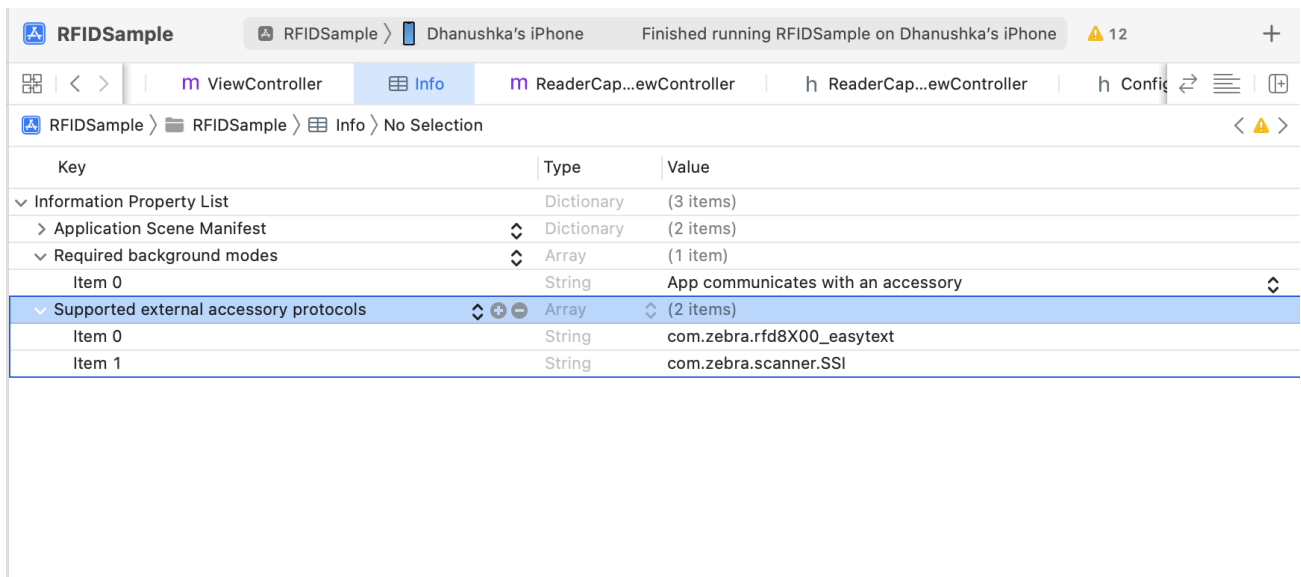 RFIDSample RFIDSample Dhanushka's iPhone Finished running RFIDSample on Dhanushka's iPhone 12
m ViewController Info m ReaderCap...ewController h ReaderCap...ewController h Config
RFIDSample RFIDSample Info No Selection
Key Type Value
Information Property List Dictionary (3 items)
Application Scene Manifest Dictionary (2 items)
Required background modes Array (1 item)
Item 0 String App communicates with an accessory
Supported external accessory protocols Array (2 items)
Item 0 String com.zebra.rfd8X00_easytext
Item 1 String com.zebra.scanner.SSI